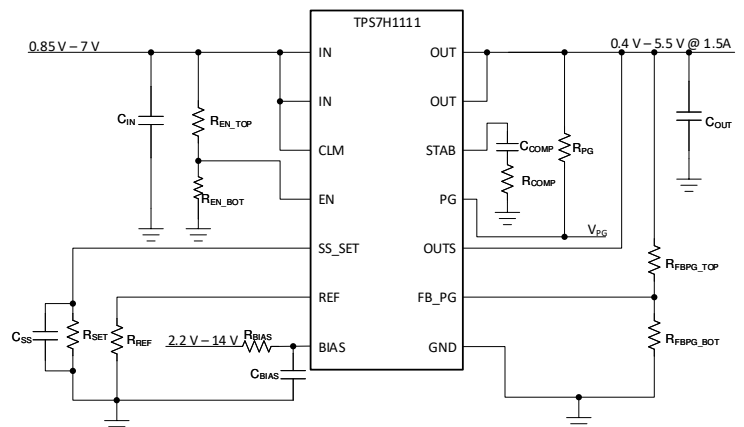 TPS7H1111
0.85 V – 7 V
0.4 V – 5.5 V @ 1.5A
IN
OUT
IN
OUT
CLM
STAB
EN
PG
SS_SET
OUTS
REF
FB_PG
BIAS
GND
CIN
REN_TOP
REN_BOT
CCOMP
RCOMP
RPG
COUT
VPG
RFBPG_TOP
RFBPG_BOT
CSS
RSET
RREF
2.2 V – 14 V
RBIAS
CBIAS